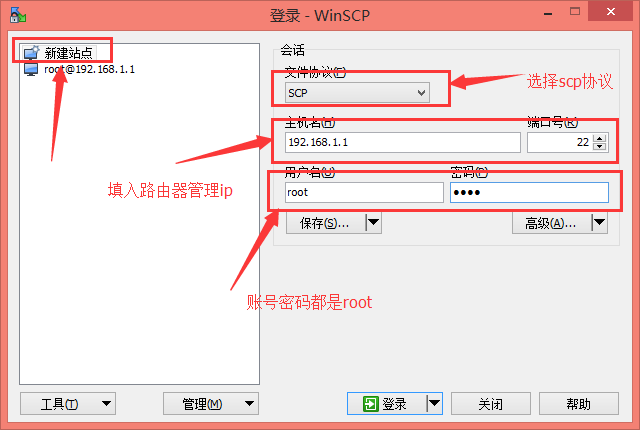 登录 - WinSCP
新建站点
root@192.168.1.1
会话
文件协议(F)
SCP
选择scp协议
主机名(H)
端口号(R)
192.168.1.1
22
填入路由器管理ip
用户名(U)
密码(P)
root
••••
保存(S)...
高级(A)...
账号密码都是root
工具(T)
管理(M)
登录
关闭
帮助